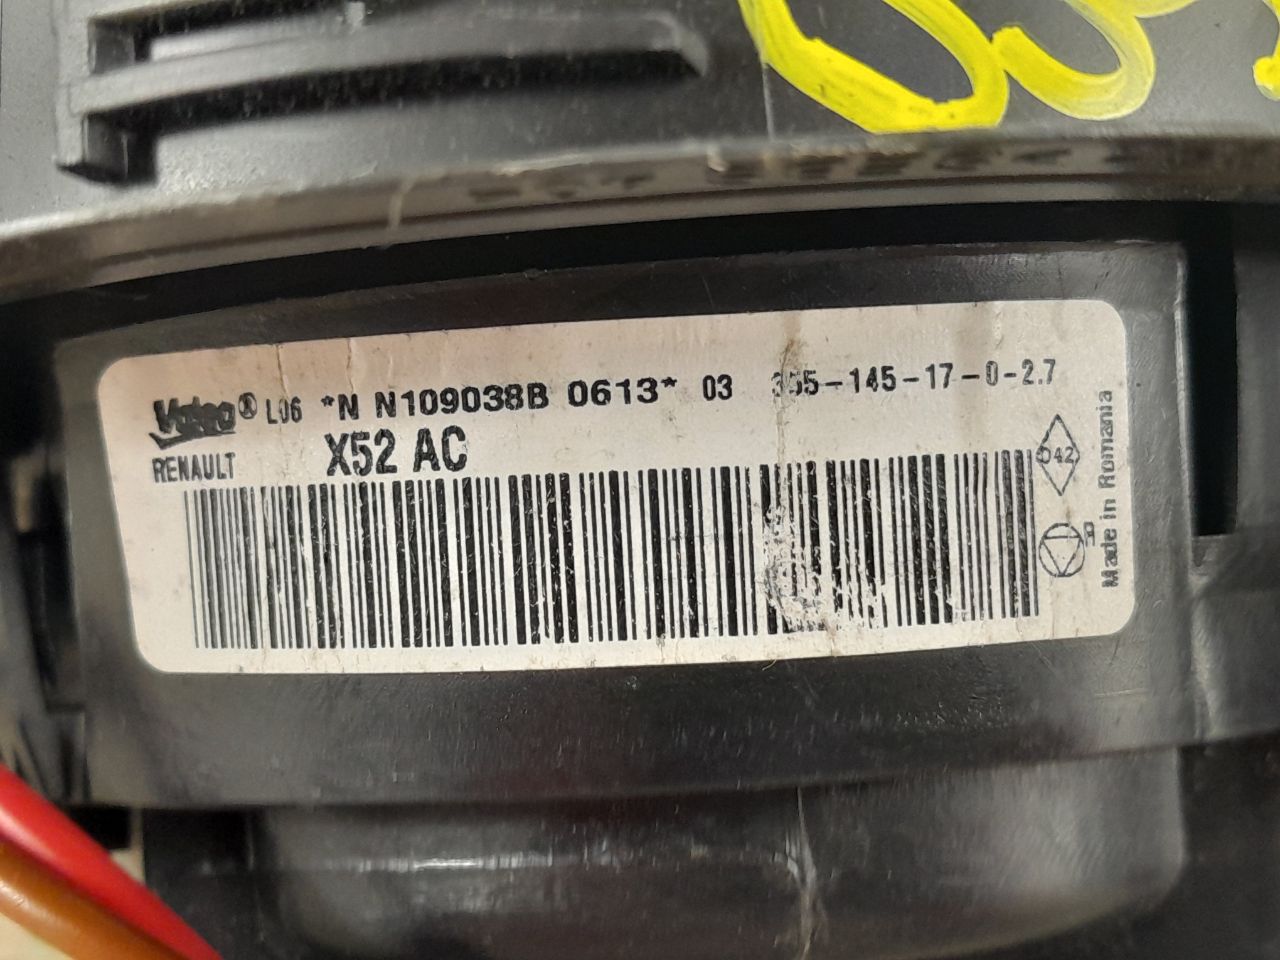 Valeo® L06 *N N109038B 0613* 03 355-145-17-0-2.7
RENAULT X52 AC
042
Made in Romania